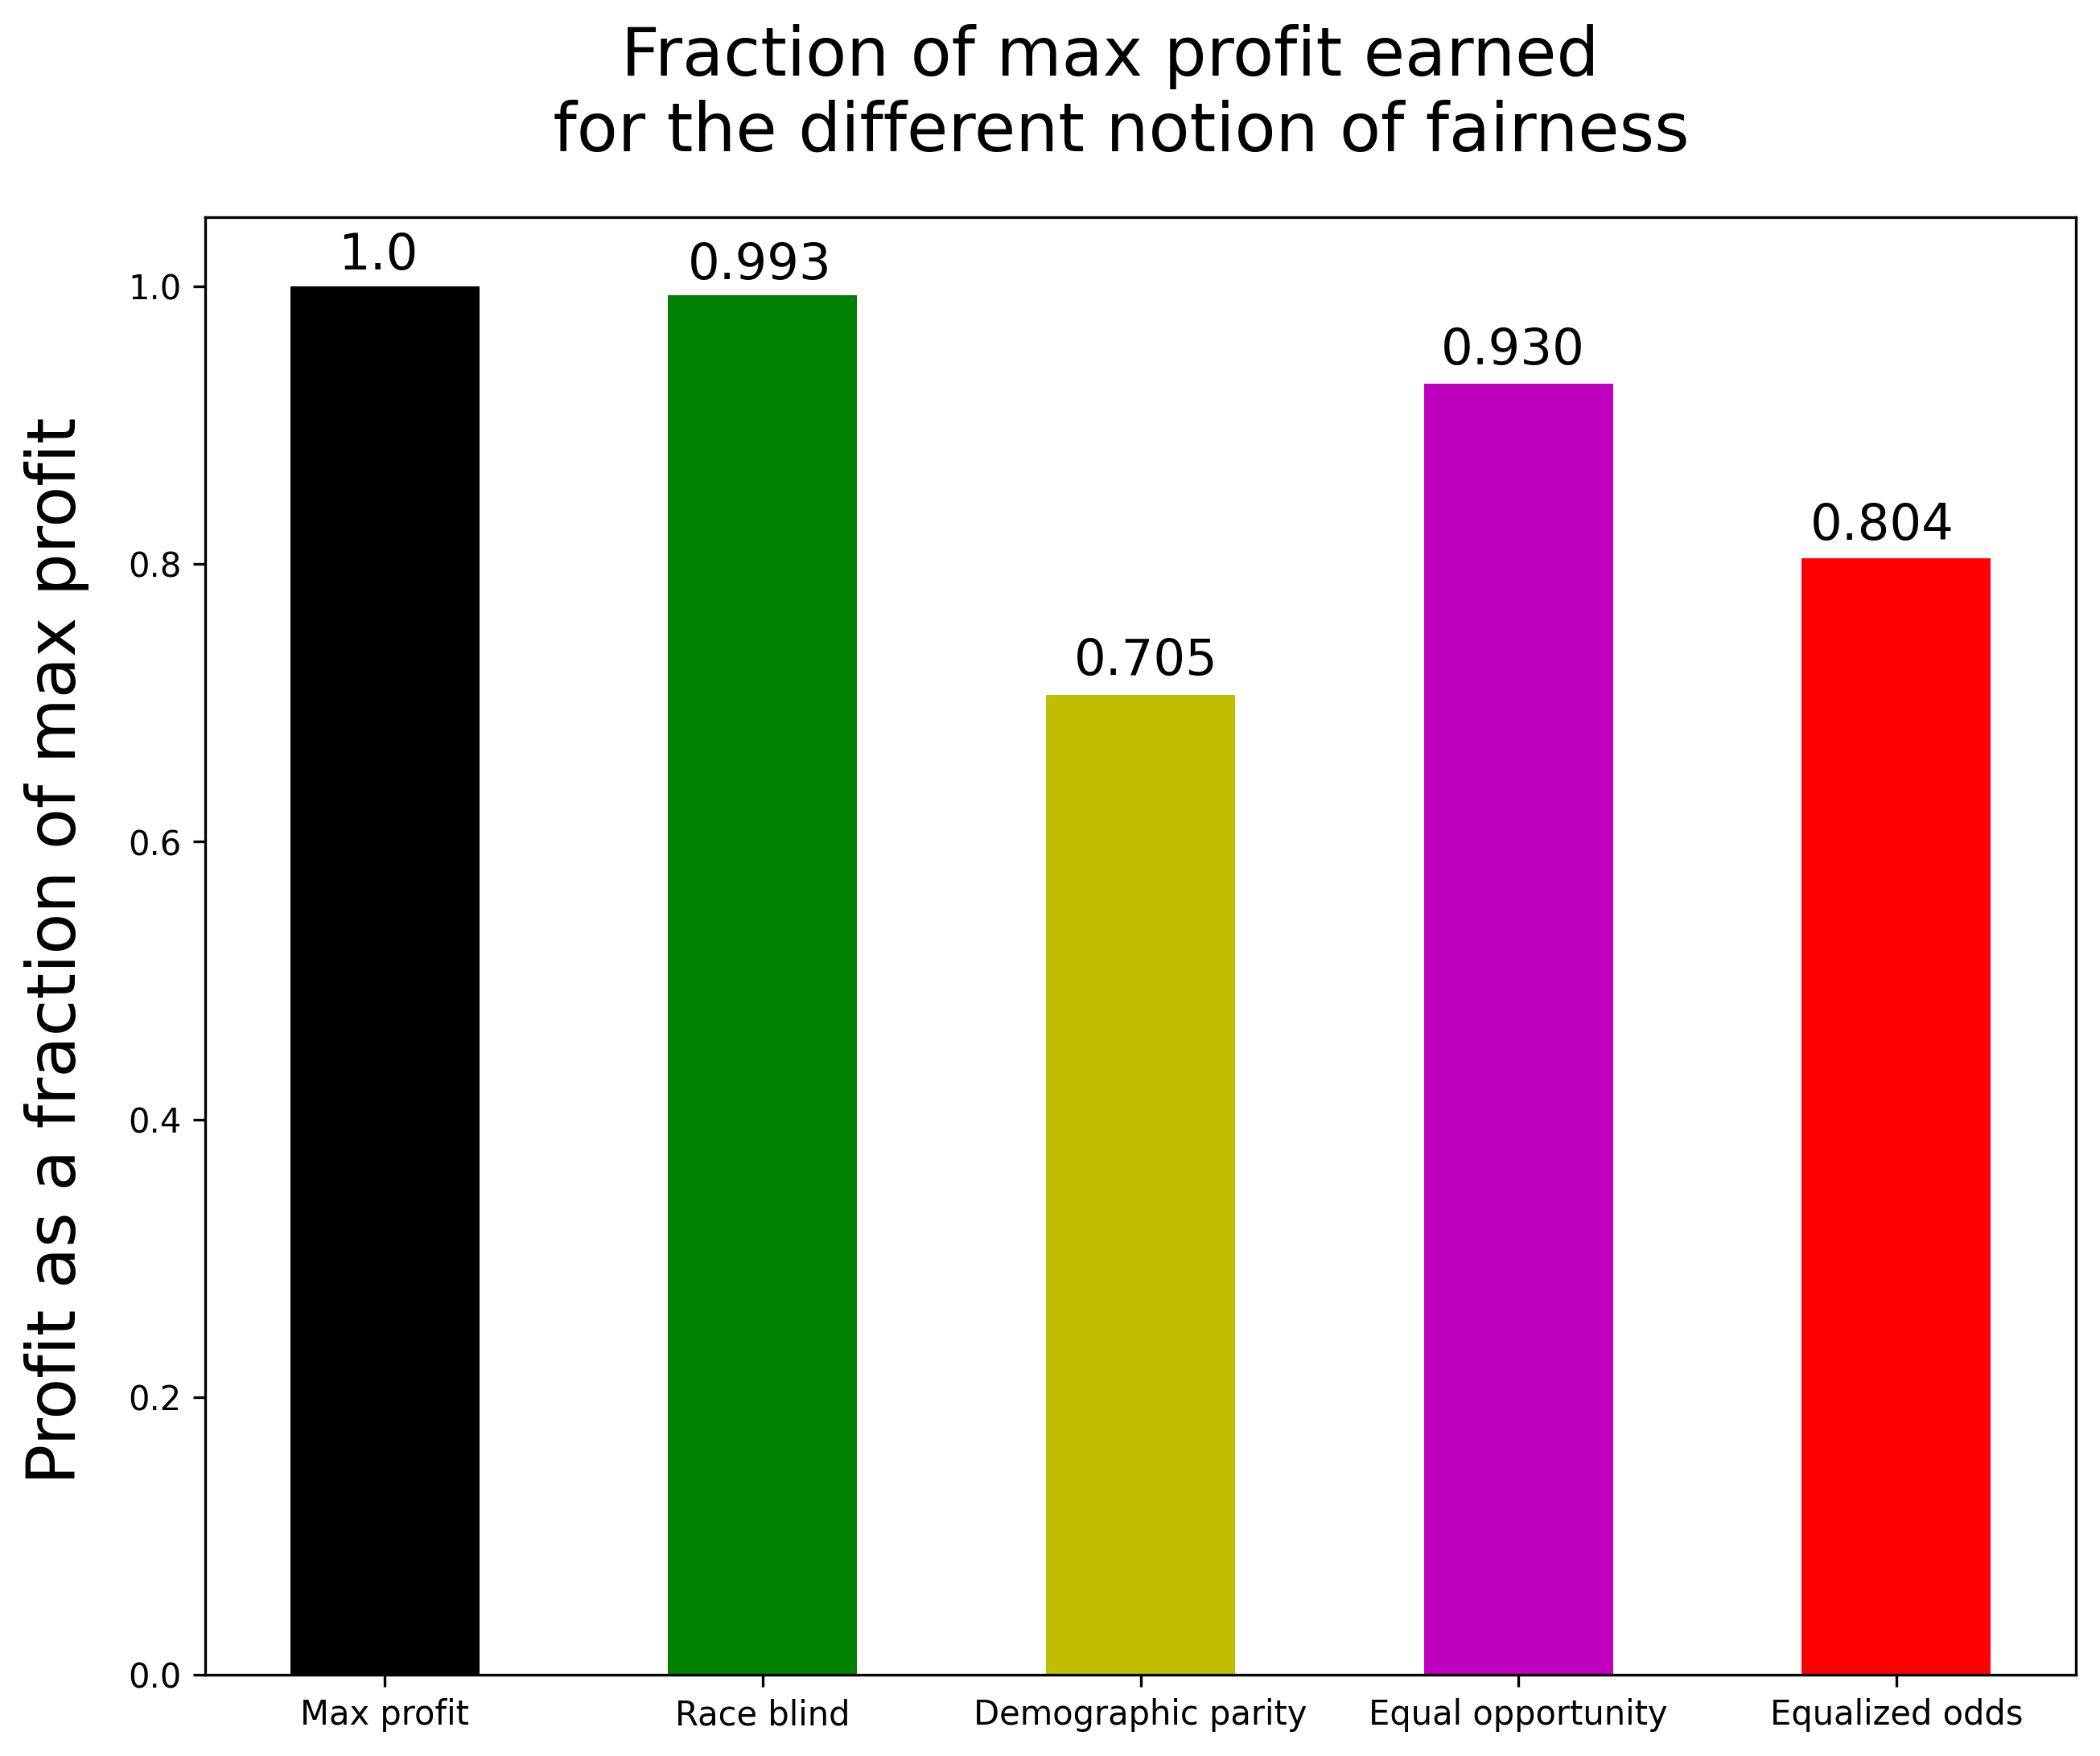 Fraction of max profit earned
for the different notion of fairness
Profit as a fraction of max profit
1.0
0.8
0.6
0.4
0.2
0.0
1.0
0.993
0.705
0.930
0.804
Max profit
Race blind
Demographic parity
Equal opportunity
Equalized odds